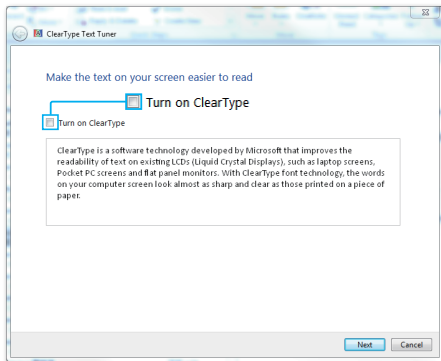 ClearType Text Tuner
Make the text on your screen easier to read
Turn on ClearType
Turn on ClearType
ClearType is a software technology developed by Microsoft that improves the
readability of text on existing LCDs (Liquid Crystal Displays), such as laptop screens,
Pocket PC screens and flat panel monitors. With ClearType font technology, the words
on your computer screen look almost as sharp and clear as those printed on a piece of
paper.
Next Cancel